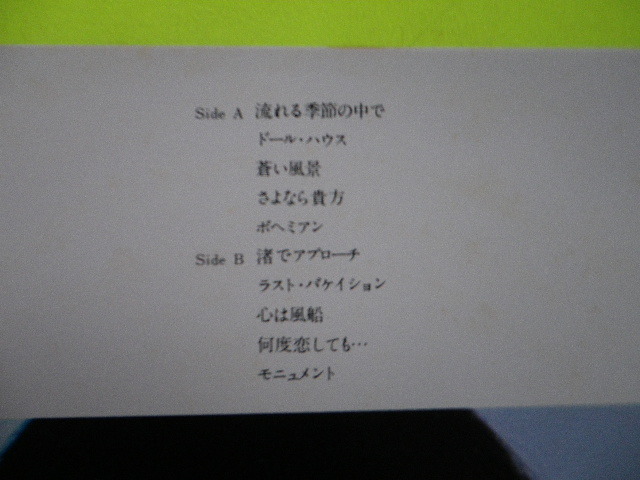 Side A 流れる季節の中で
ドール・ハウス
蒼い風景
さよなら貴方
ボヘミアン
Side B 渚でアプローチ
ラスト・バケイション
心は風船
何度恋しても…
モニュメント